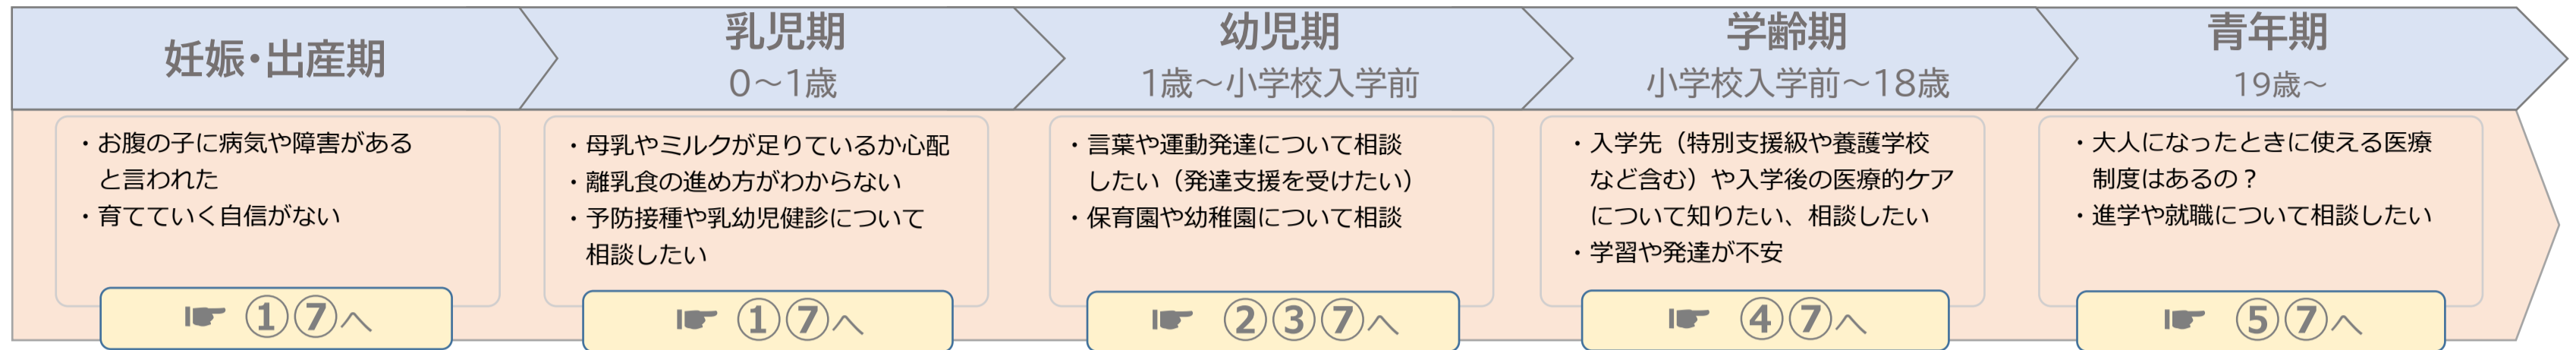 妊娠・出産期
乳児期
0～1歳
幼児期
1歳～小学校入学前
学齢期
小学校入学前～18歳
青年期
19歳～
・お腹の子に病気や障害がある
と言われた
・育てていく自信がない
☛ ①⑦へ
・母乳やミルクが足りているか心配
・離乳食の進め方がわからない
・予防接種や乳幼児健診について
相談したい
☛ ①⑦へ
・言葉や運動発達について相談
したい（発達支援を受けたい）
・保育園や幼稚園について相談
☛ ②③⑦へ
・入学先（特別支援級や養護学校
など含む）や入学後の医療的ケア
について知りたい、相談したい
・学習や発達が不安
☛ ④⑦へ
・大人になったときに使える医療
制度はあるの？
・進学や就職について相談したい
☛ ⑤⑦へ